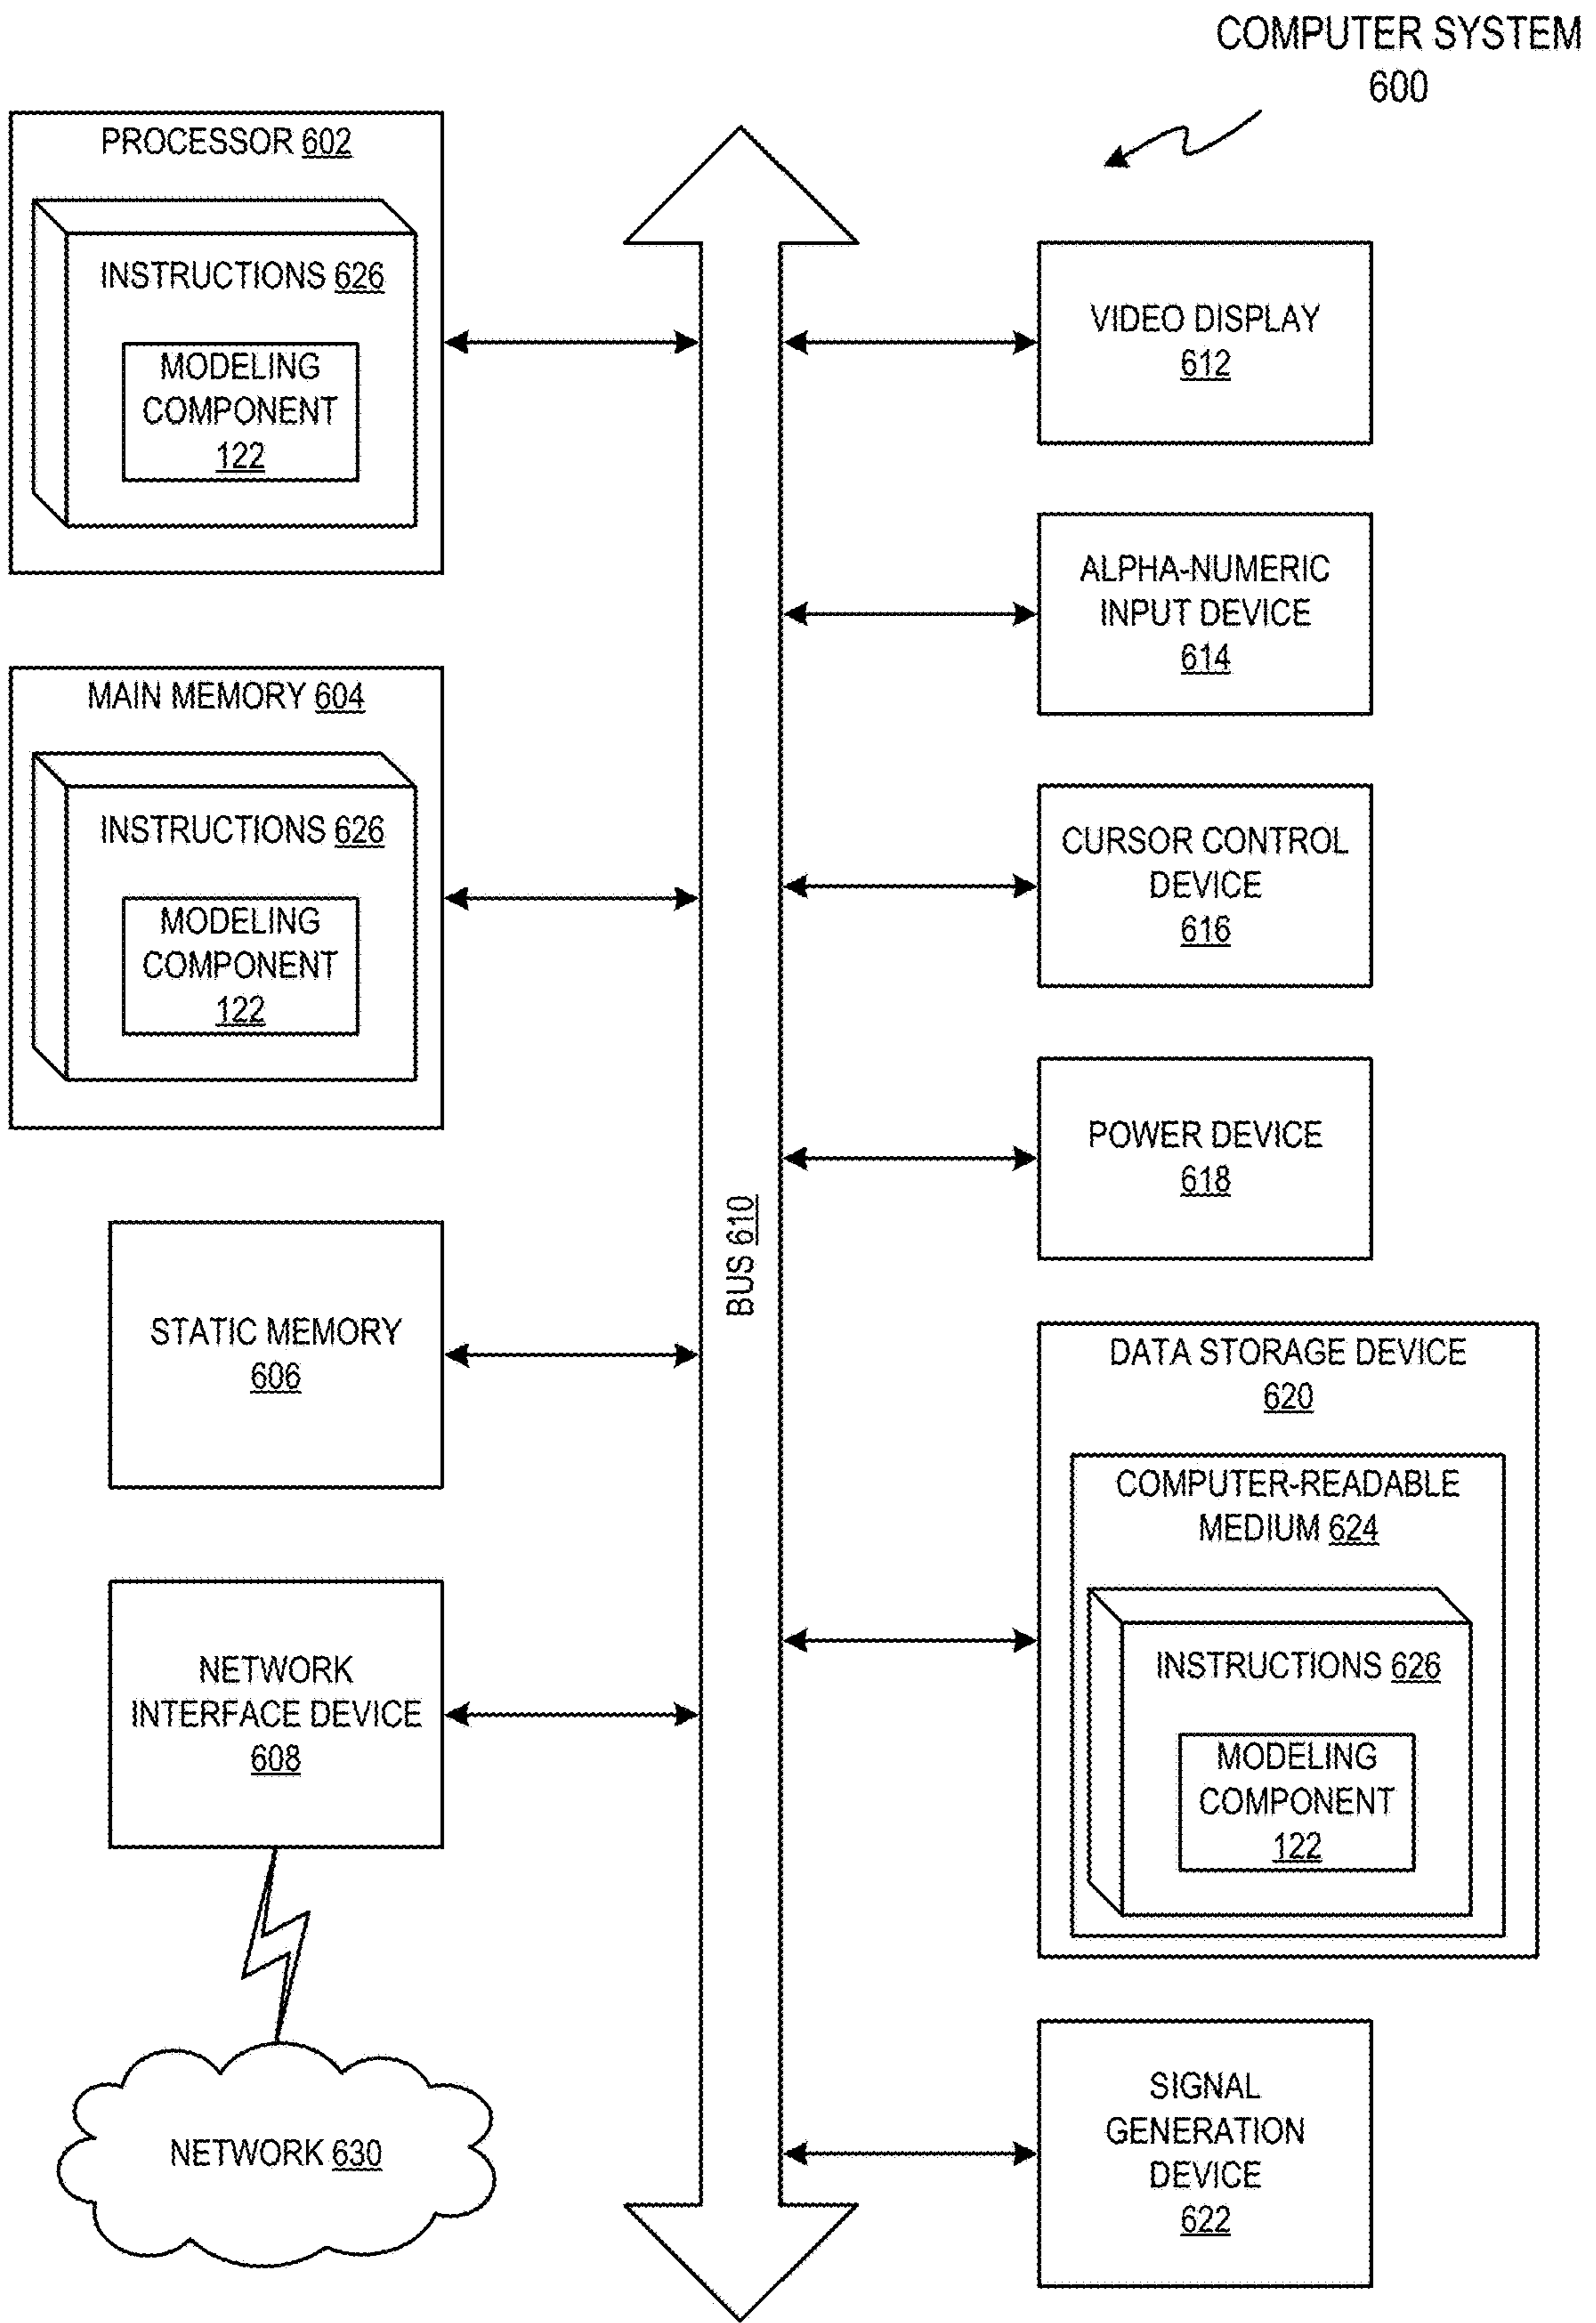 COMPUTER SYSTEM
600
PROCESSOR 602
INSTRUCTIONS 626
MODELING
COMPONENT
122
MAIN MEMORY 604
INSTRUCTIONS 626
MODELING
COMPONENT
122
STATIC MEMORY
606
NETWORK
INTERFACE DEVICE
608
NETWORK 630
BUS 610
VIDEO DISPLAY
612
ALPHA-NUMERIC
INPUT DEVICE
614
CURSOR CONTROL
DEVICE
616
POWER DEVICE
618
DATA STORAGE DEVICE
620
COMPUTER-READABLE
MEDIUM 624
INSTRUCTIONS 626
MODELING
COMPONENT
122
SIGNAL
GENERATION
DEVICE
622